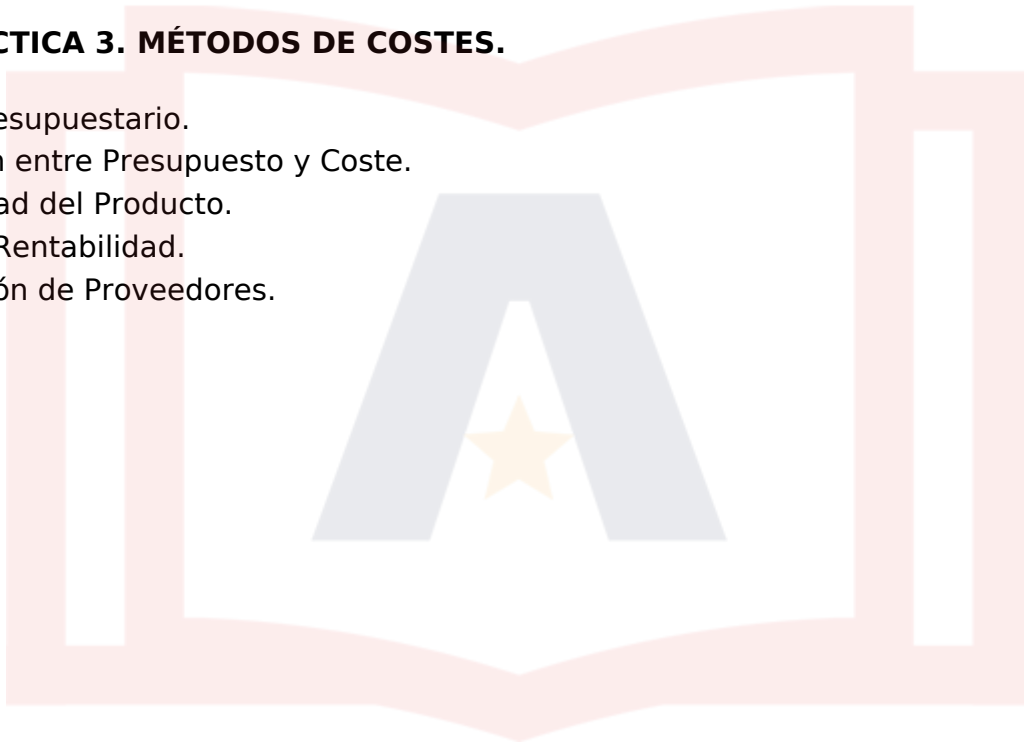 CTICA 3. MÉTODOS DE COSTES.
esupuestario.
n entre Presupuesto y Coste.
ad del Producto.
Rentabilidad.
ón de Proveedores.